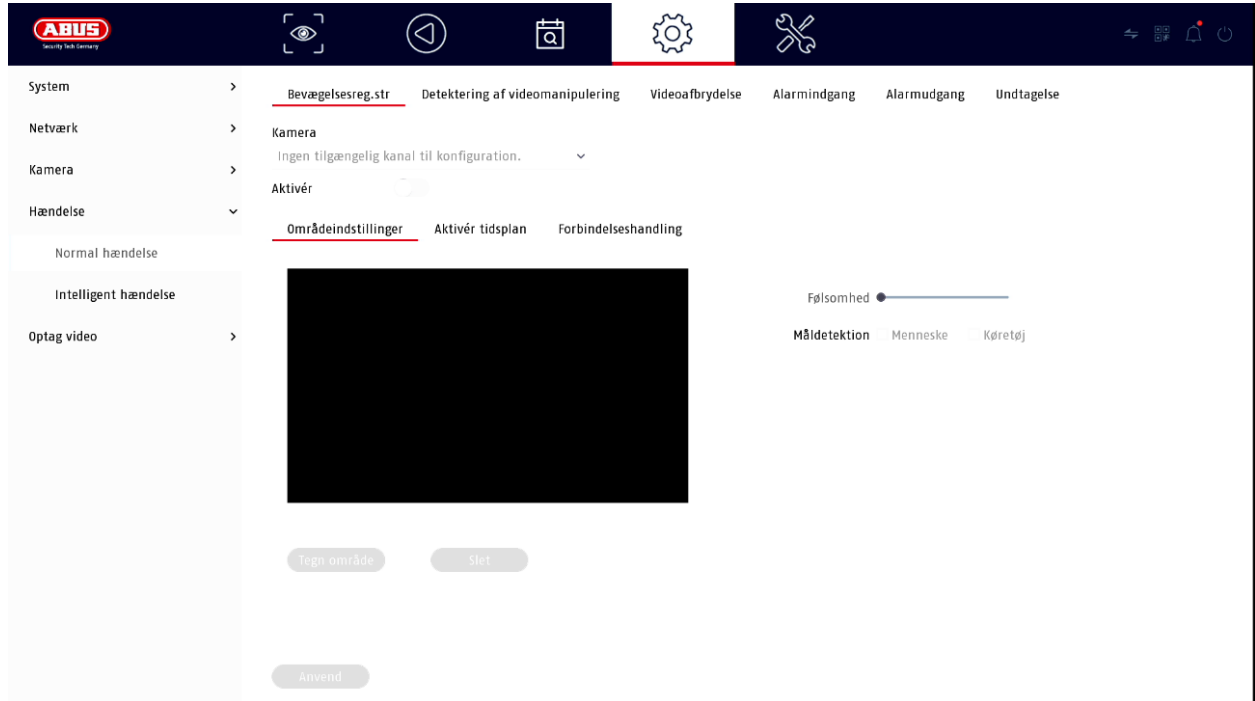 ABUS
Security Tech Germany
System
Netværk
Kamera
Hændelse
Normal hændelse
Intelligent hændelse
Optag video
Bevægelsesreg.str Detektering af videomanipulering Videoafbrydelse Alarmindgang Alarmudgang Undtagelse
Kamera
Ingen tilgængelig kanal til konfiguration.
Aktivér
Områdeindstillinger Aktivér tidsplan Forbindelseshandling
Følsomhed
Måldetektion Menneske Køretøj
Tegn område Slet
Anvend